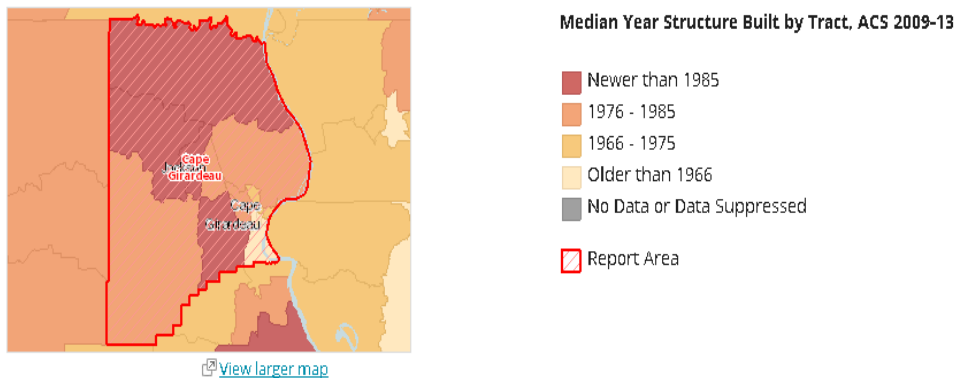 Median Year Structure Built by Tract, ACS 2009-13
Newer than 1985
1976 - 1985
1966 - 1975
Older than 1966
No Data or Data Suppressed
Report Area
Jackson
Cape
Girardeau
Cape
Girardeau
View larger map